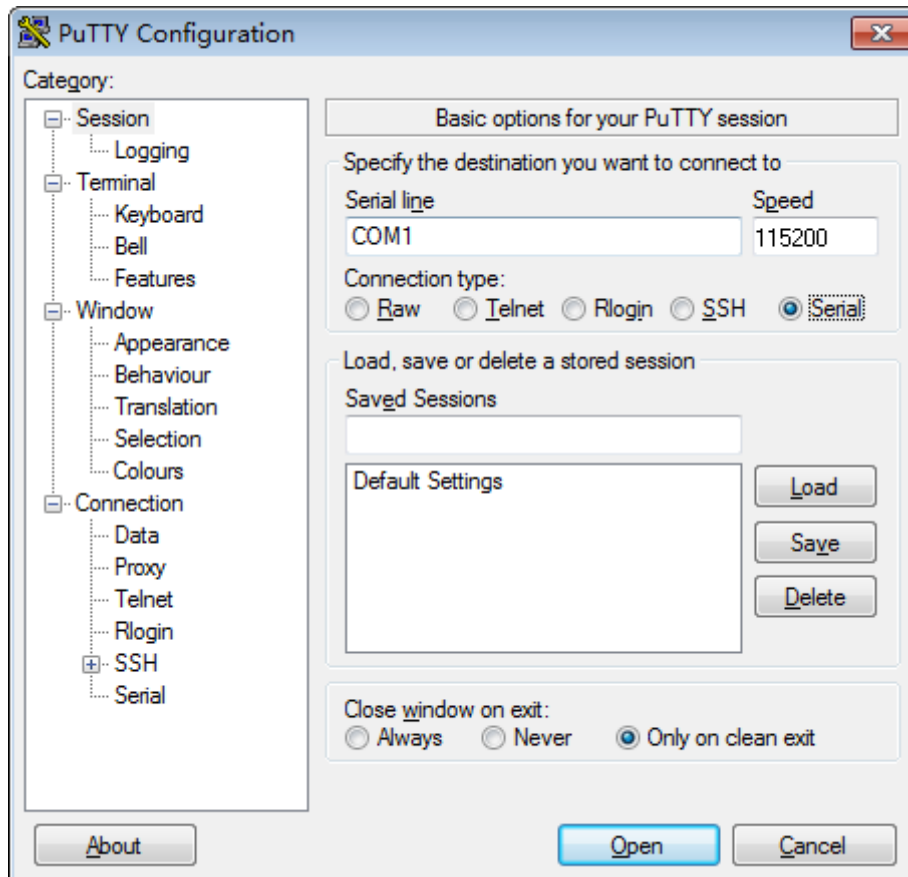 PuTTY Configuration
Category:
Session
Logging
Terminal
Keyboard
Bell
Features
Window
Appearance
Behaviour
Translation
Selection
Colours
Connection
Data
Proxy
Telnet
Rlogin
SSH
Serial
Basic options for your PuTTY session
Specify the destination you want to connect to
Serial line Speed
COM1 115200
Connection type:
Raw Telnet Rlogin SSH Serial
Load, save or delete a stored session
Saved Sessions
Default Settings
Load
Save
Delete
Close window on exit:
Always Never Only on clean exit
About Open Cancel